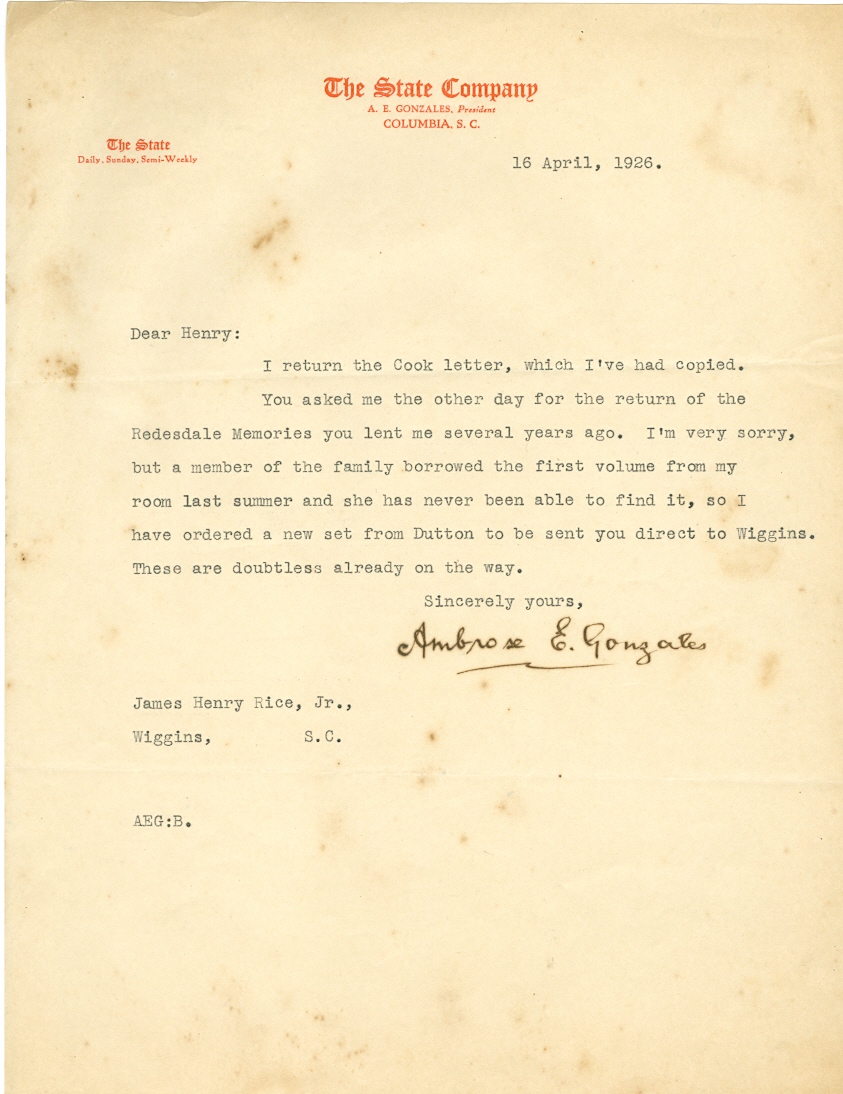 The State Company
A. E. GONZALES, President
COLUMBIA, S. C.
The State
Daily, Sunday, Semi-Weekly
16 April, 1926.
Dear Henry:
I return the Cook letter, which I've had copied.
You asked me the other day for the return of the
Redesdale Memories you lent me several years ago. I'm very sorry,
but a member of the family borrowed the first volume from my
room last summer and she has never been able to find it, so I
have ordered a new set from Dutton to be sent you direct to Wiggins.
These are doubtless already on the way.
Sincerely yours,
Ambrose E. Gonzales
James Henry Rice, Jr.,
Wiggins, S.C.
AEG:B.